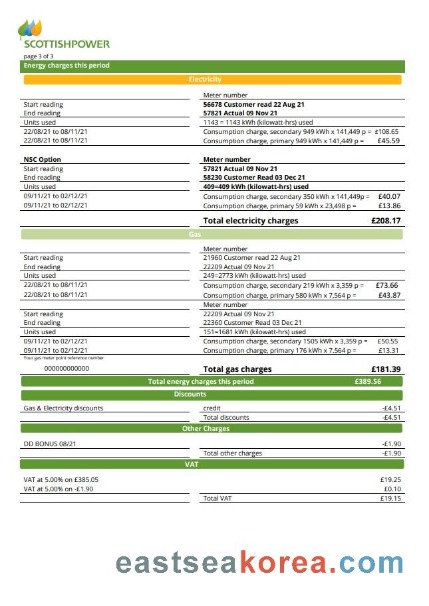 SCOTTISHPOWER
page 3 of 3
Energy charges this period
Electricity
Meter number
Start reading 56678 Customer read 22 Aug 21
End reading 57821 Actual 09 Nov 21
Units used 1143 = 1143 kWh (kilowatt-hrs) used
22/08/21 to 08/11/21 Consumption charge, secondary 949 kWh x 141,449 p = £108.65
22/08/21 to 08/11/21 Consumption charge, primary 949 kWh x 141,449 p = £45.59
NSC Option Meter number
Start reading 57821 Actual 09 Nov 21
End reading 58230 Customer Read 03 Dec 21
Units used 409=409 kWh (kilowatt-hrs) used
09/11/21 to 02/12/21 Consumption charge, secondary 350 kWh x 141,449p = £40.07
09/11/21 to 02/12/21 Consumption charge, primary 59 kWh x 23,498 p = £13.86
Total electricity charges £208.17
Gas
Meter number
Start reading 21960 Customer read 22 Aug 21
End reading 22209 Actual 09 Nov 21
Units used 249=2773 kWh (kilowatt-hrs) used
22/08/21 to 08/11/21 Consumption charge, secondary 219 kWh x 3,359 p = £73.66
22/08/21 to 08/11/21 Consumption charge, primary 580 kWh x 7,564 p = £43.87
Meter number
Start reading 22209 Actual 09 Nov 21
End reading 22360 Customer Read 03 Dec 21
Units used 151=1681 kWh (kilowatt-hrs) used
09/11/21 to 02/12/21 Consumption charge, secondary 1505 kWh x 3,359 p = £50.55
09/11/21 to 02/12/21 Consumption charge, primary 176 kWh x 7,564 p = £13.31
Your gas meter point reference number
000000000000 Total gas charges £181.39
Total energy charges this period £389.56
Discounts
Gas & Electricity discounts credit -£4.51
Total discounts -£4.51
Other Charges
DD BONUS 08/21 -£1.90
Total other charges -£1.90
VAT
VAT at 5.00% on £385.05 £19.25
VAT at 5.00% on -£1.90 £0.10
Total VAT £19.15
eastseakorea.com